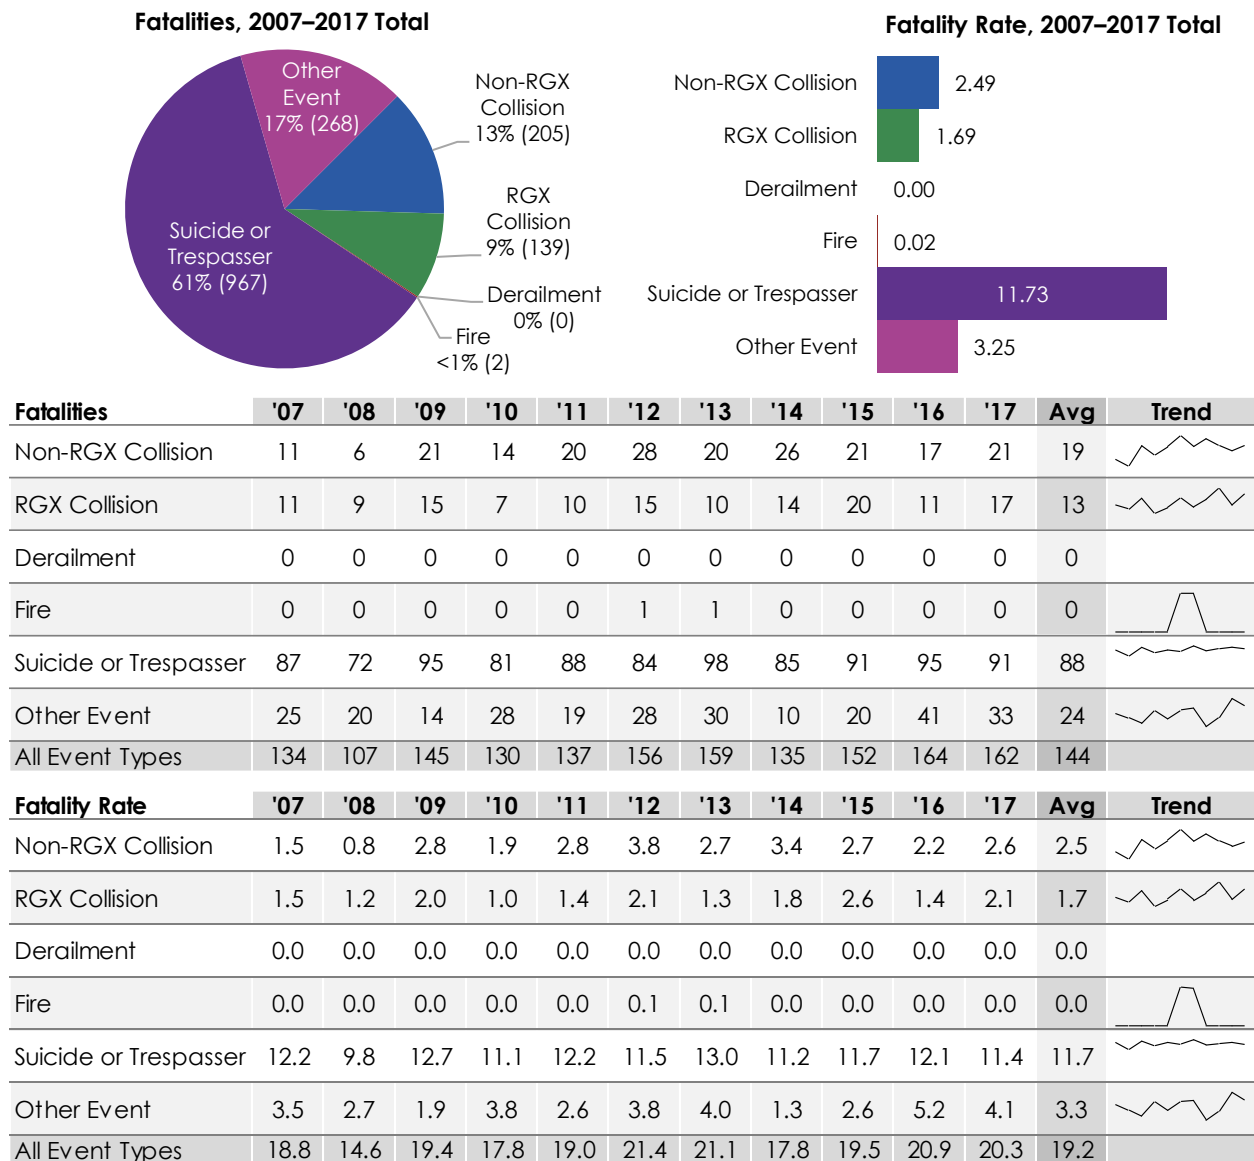 Fatalities, 2007–2017 Total
Other
Event
17% (268)
Non-RGX
Collision
13% (205)
RGX
Collision
9% (139)
Suicide or
Trespasser
61% (967)
Derailment
0% (0)
Fire
<1% (2)
Fatality Rate, 2007–2017 Total
Non-RGX Collision 2.49
RGX Collision 1.69
Derailment 0.00
Fire 0.02
Suicide or Trespasser 11.73
Other Event 3.25
Fatalities '07 '08 '09 '10 '11 '12 '13 '14 '15 '16 '17 Avg Trend
Non-RGX Collision 11 6 21 14 20 28 20 26 21 17 21 19
RGX Collision 11 9 15 7 10 15 10 14 20 11 17 13
Derailment 0 0 0 0 0 0 0 0 0 0 0 0
Fire 0 0 0 0 0 1 1 0 0 0 0 0
Suicide or Trespasser 87 72 95 81 88 84 98 85 91 95 91 88
Other Event 25 20 14 28 19 28 30 10 20 41 33 24
All Event Types 134 107 145 130 137 156 159 135 152 164 162 144
Fatality Rate '07 '08 '09 '10 '11 '12 '13 '14 '15 '16 '17 Avg Trend
Non-RGX Collision 1.5 0.8 2.8 1.9 2.8 3.8 2.7 3.4 2.7 2.2 2.6 2.5
RGX Collision 1.5 1.2 2.0 1.0 1.4 2.1 1.3 1.8 2.6 1.4 2.1 1.7
Derailment 0.0 0.0 0.0 0.0 0.0 0.0 0.0 0.0 0.0 0.0 0.0 0.0
Fire 0.0 0.0 0.0 0.0 0.0 0.1 0.1 0.0 0.0 0.0 0.0 0.0
Suicide or Trespasser 12.2 9.8 12.7 11.1 12.2 11.5 13.0 11.2 11.7 12.1 11.4 11.7
Other Event 3.5 2.7 1.9 3.8 2.6 3.8 4.0 1.3 2.6 5.2 4.1 3.3
All Event Types 18.8 14.6 19.4 17.8 19.0 21.4 21.1 17.8 19.5 20.9 20.3 19.2